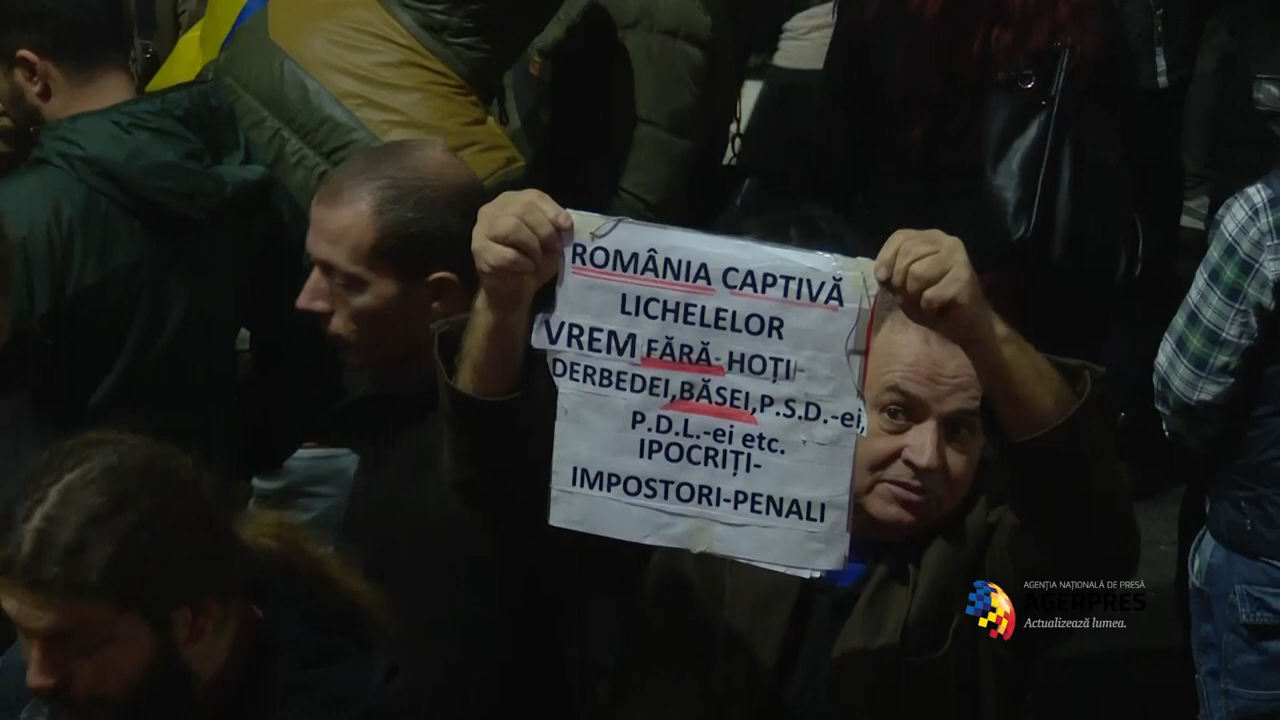 ROMÂNIA CAPTIVĂ
LICHELELOR
VREM FĂRĂ-HOȚI-
DERBEDEI,BĂSEI,P.S.D.-ei,
P.D.L.-ei etc.
IPOCRIȚI-
IMPOSTORI-PENALI
AGENȚIA NAȚIONALĂ DE PRESĂ
AGERPRES
Actualizează lumea.